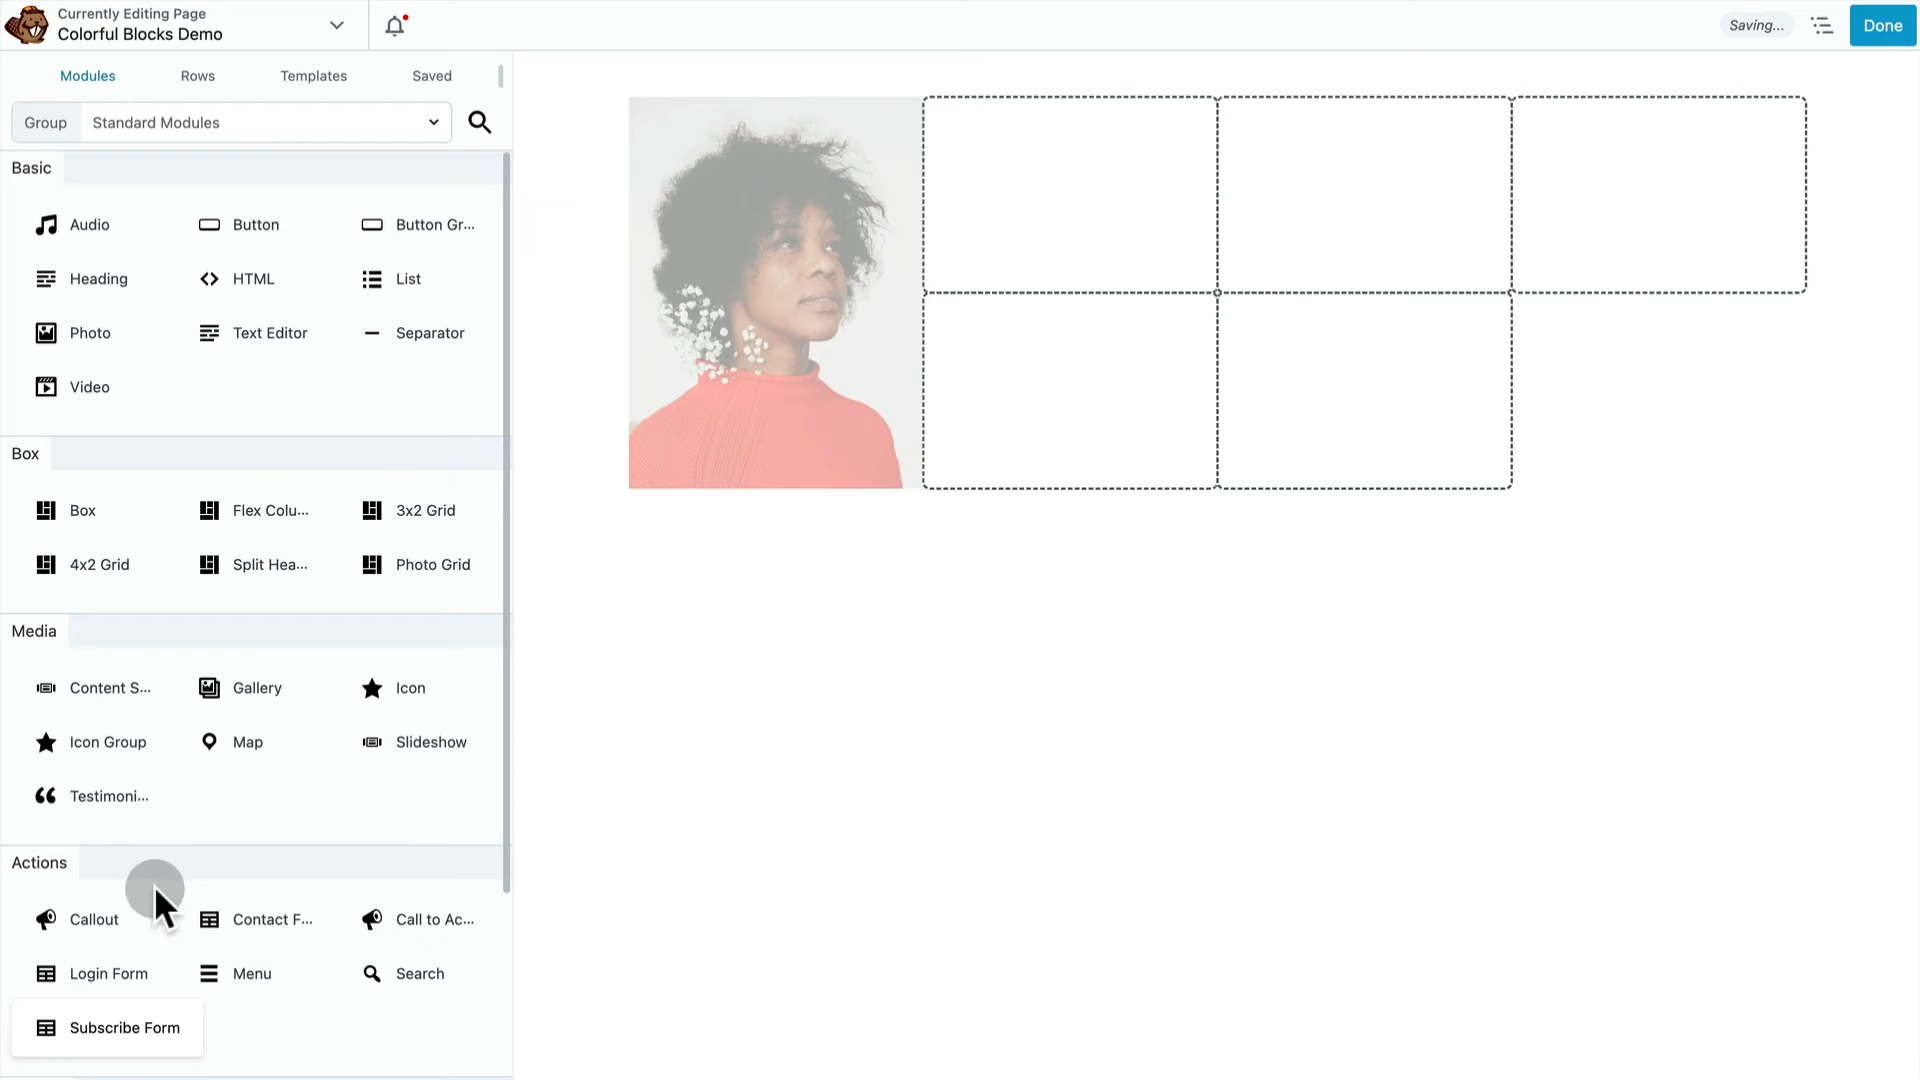 Currently Editing Page
Colorful Blocks Demo
Saving...
Done
Modules
Rows
Templates
Saved
Group
Standard Modules
Basic
Audio
Button
Button Gr...
Heading
HTML
List
Photo
Text Editor
Separator
Video
Box
Box
Flex Colu...
3x2 Grid
4x2 Grid
Split Hea...
Photo Grid
Media
Content S...
Gallery
Icon
Icon Group
Map
Slideshow
Testimoni...
Actions
Callout
Contact F...
Call to Ac...
Login Form
Menu
Search
Subscribe Form